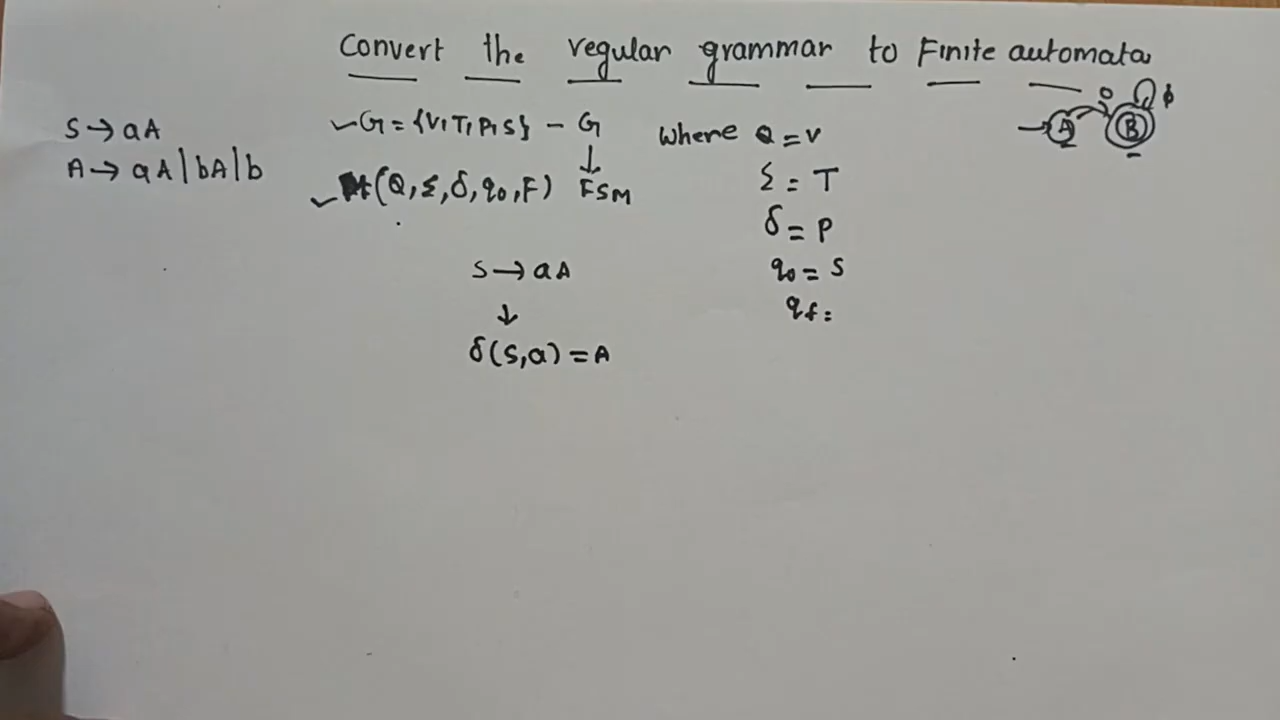 Convert the regular grammar to Finite automata
S → aA
A → aA | bA | b
G = {V, T, P, S} - G
↓
M (Q, Σ, δ, q0, F) FSM
S → aA
↓
δ(S,a) = A
where Q = V
Σ = T
δ = P
q0 = S
qf =
A
B